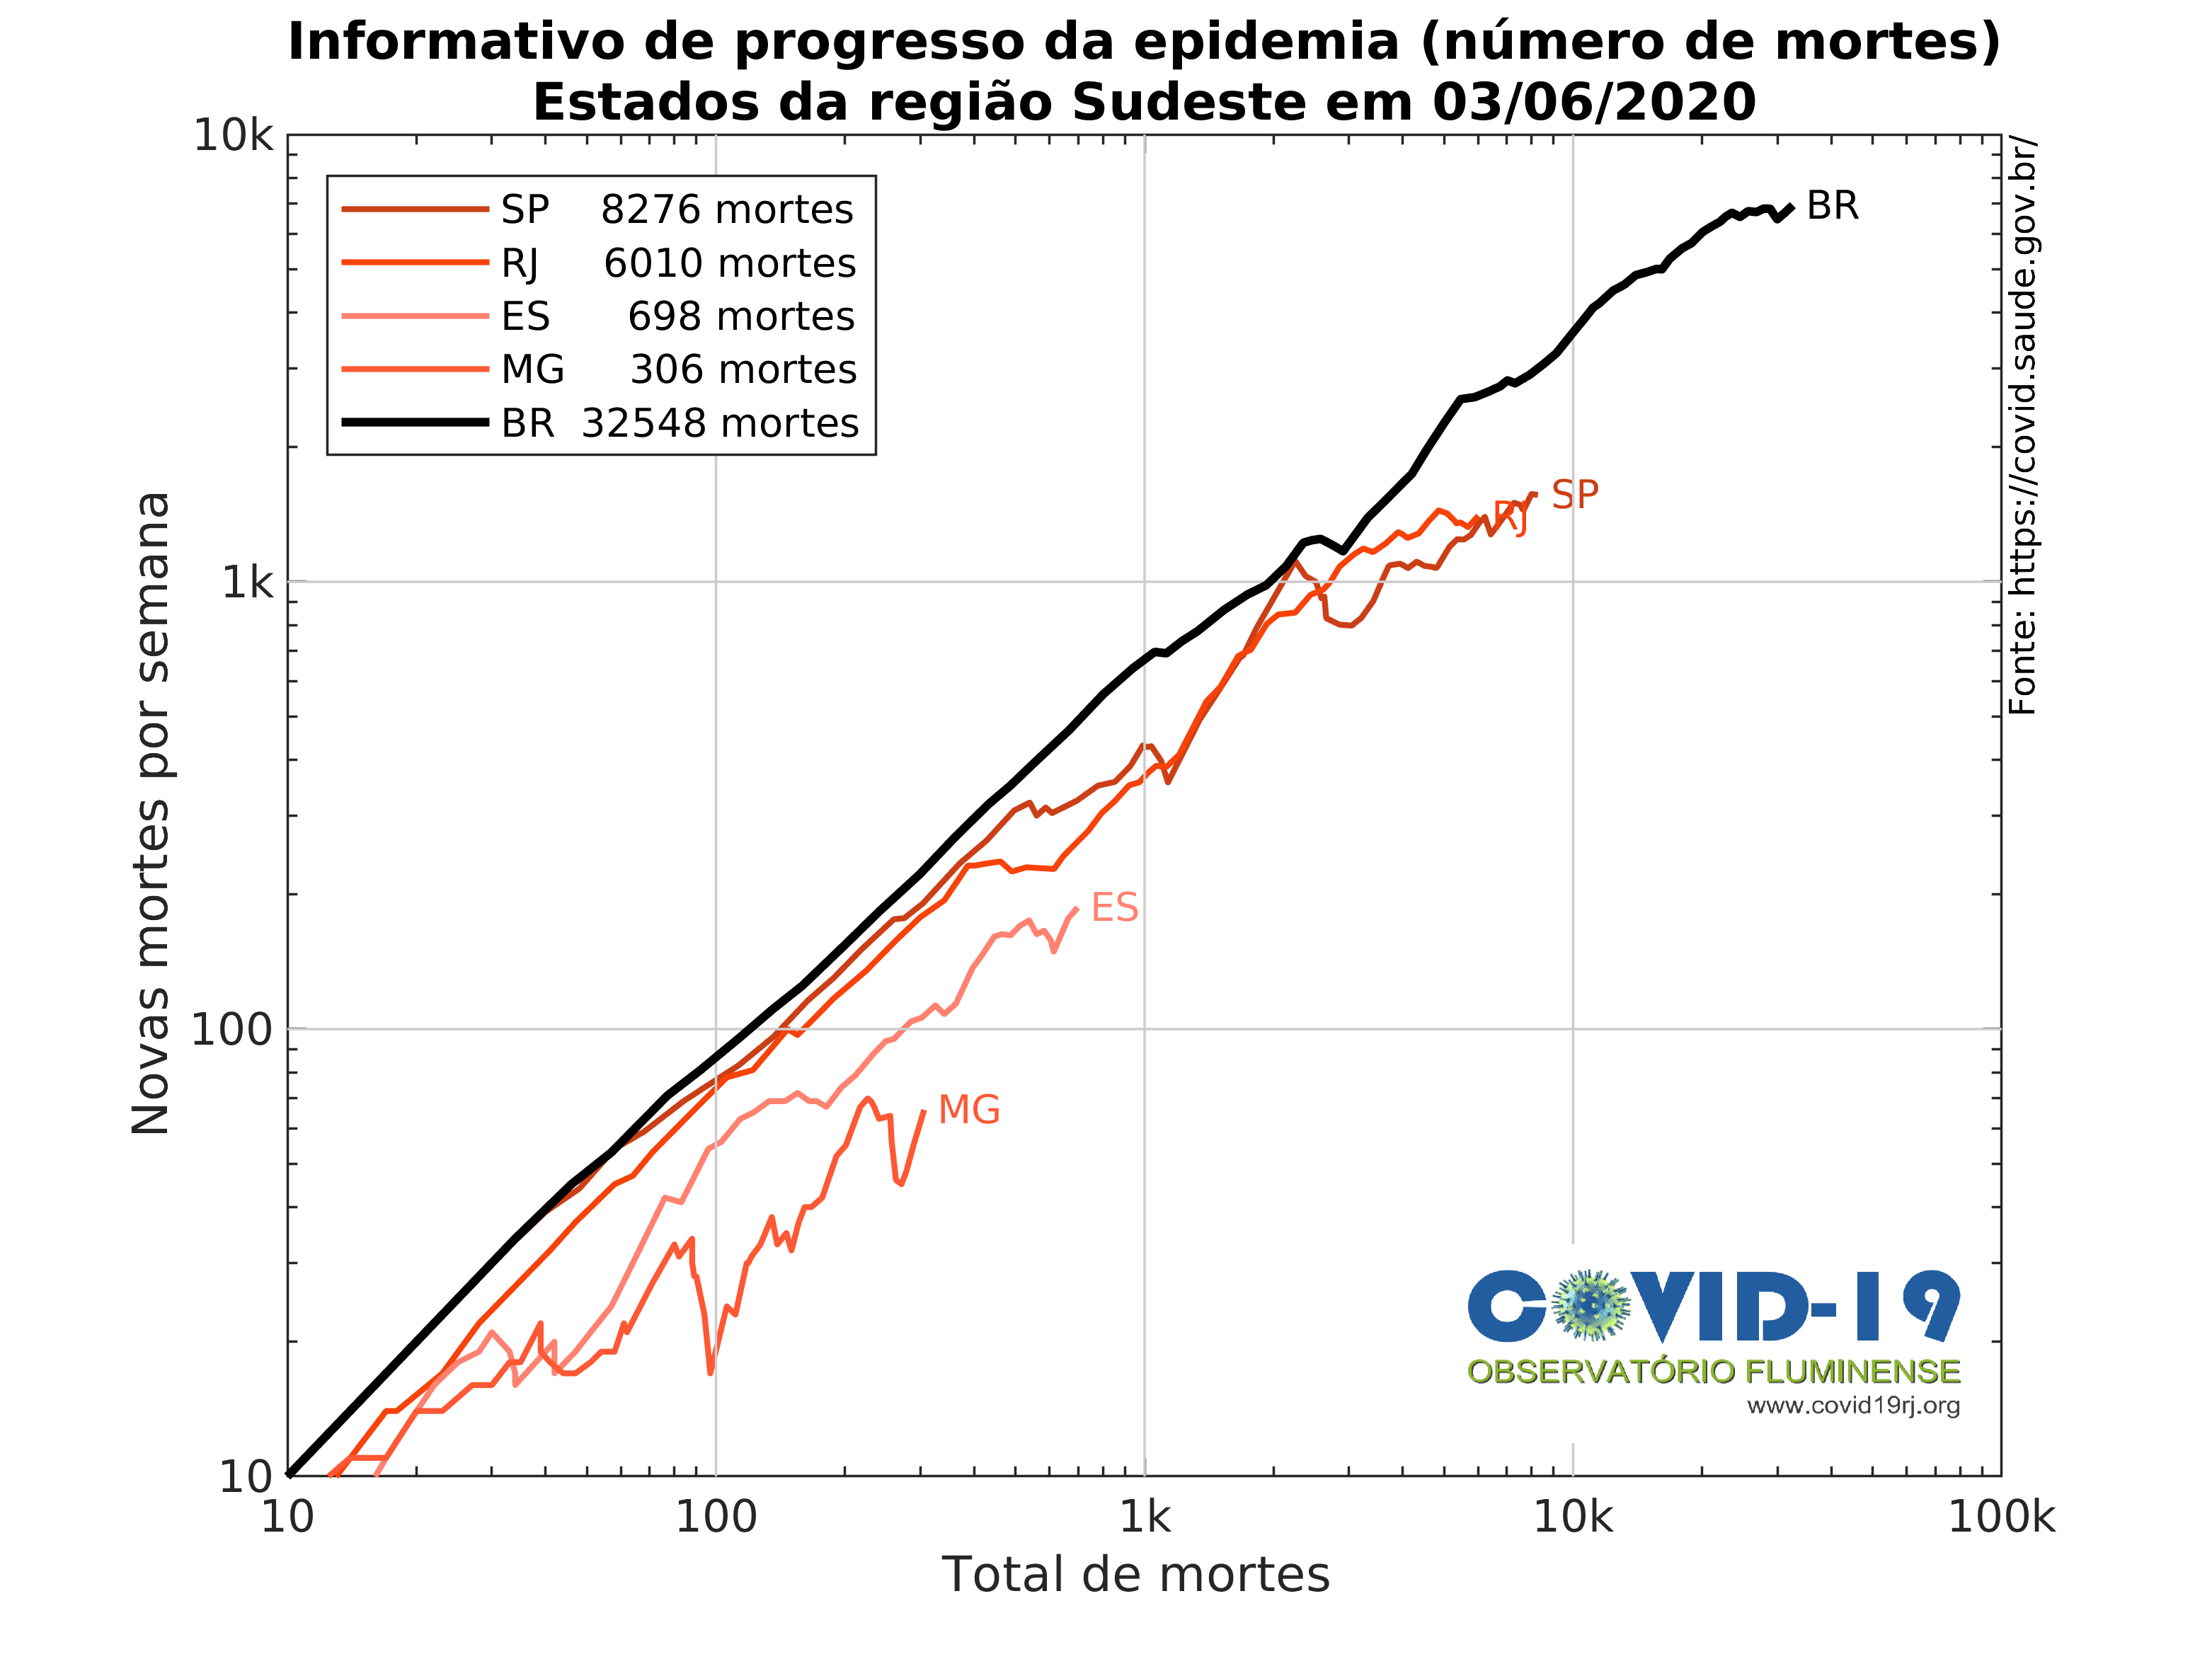 Informativo de progresso da epidemia (número de mortes)
Estados da região Sudeste em 03/06/2020
10k
1k
100
10
Novas mortes por semana
SP 8276 mortes
RJ 6010 mortes
ES 698 mortes
MG 306 mortes
BR 32548 mortes
BR
SP
RJ
ES
MG
Fonte: https://covid.saude.gov.br/
COVID-19
OBSERVATÓRIO FLUMINENSE
www.covid19rj.org
10
100
1k
10k
100k
Total de mortes